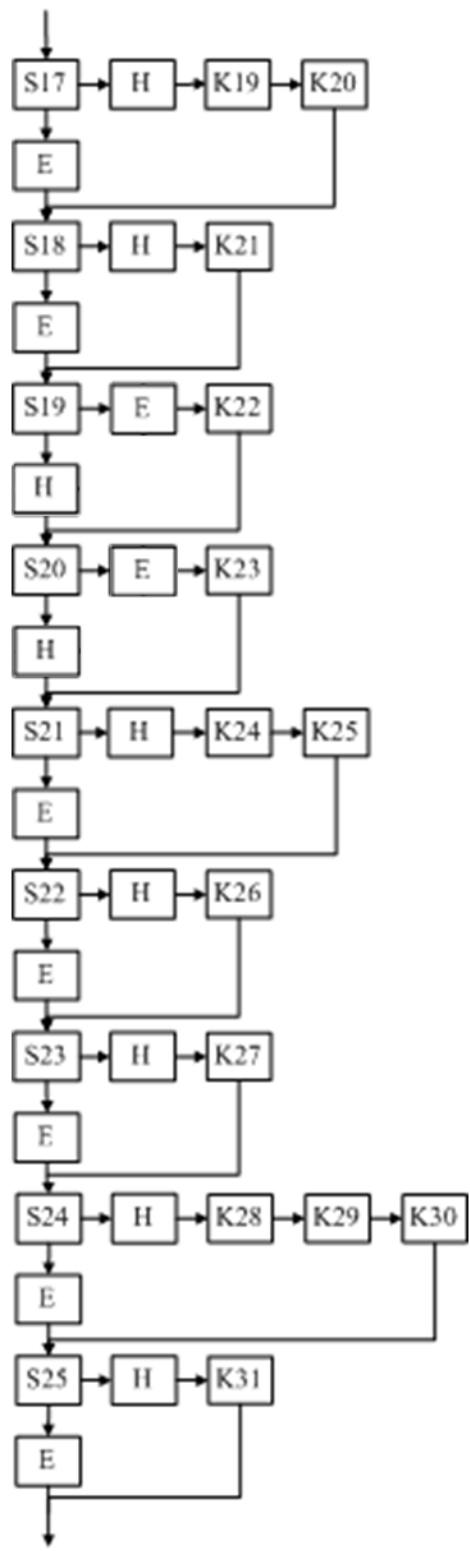 S17 H K19 K20
E
S18 H K21
E
S19 E K22
H
S20 E K23
H
S21 H K24 K25
E
S22 H K26
E
S23 H K27
E
S24 H K28 K29 K30
E
S25 H K31
E